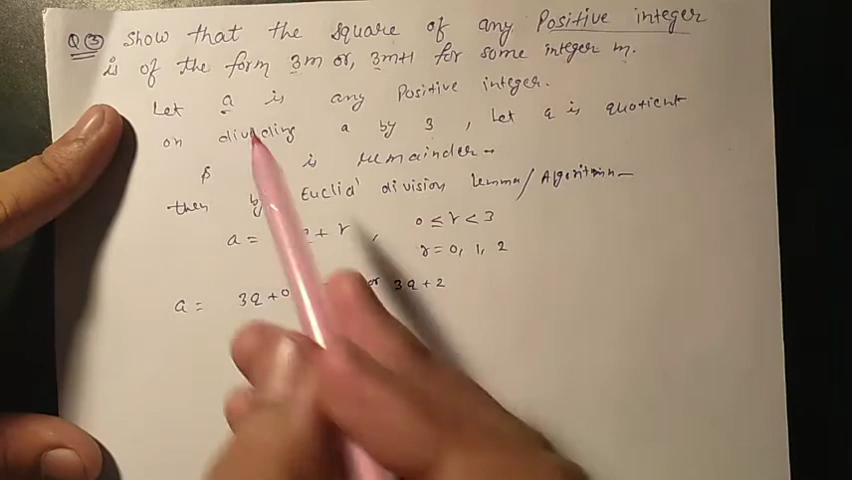 Q③ Show that the square of any Positive integer
is of the form 3m or, 3m+1 for some integer m.
Let a is any Positive integer.
on dividing a by 3, Let q is quotient
is remainder-
then Euclid' division Lemma/
a = + r, 0 ≤ r < 3
r = 0, 1, 2
a = 3q+0 or 3q+2